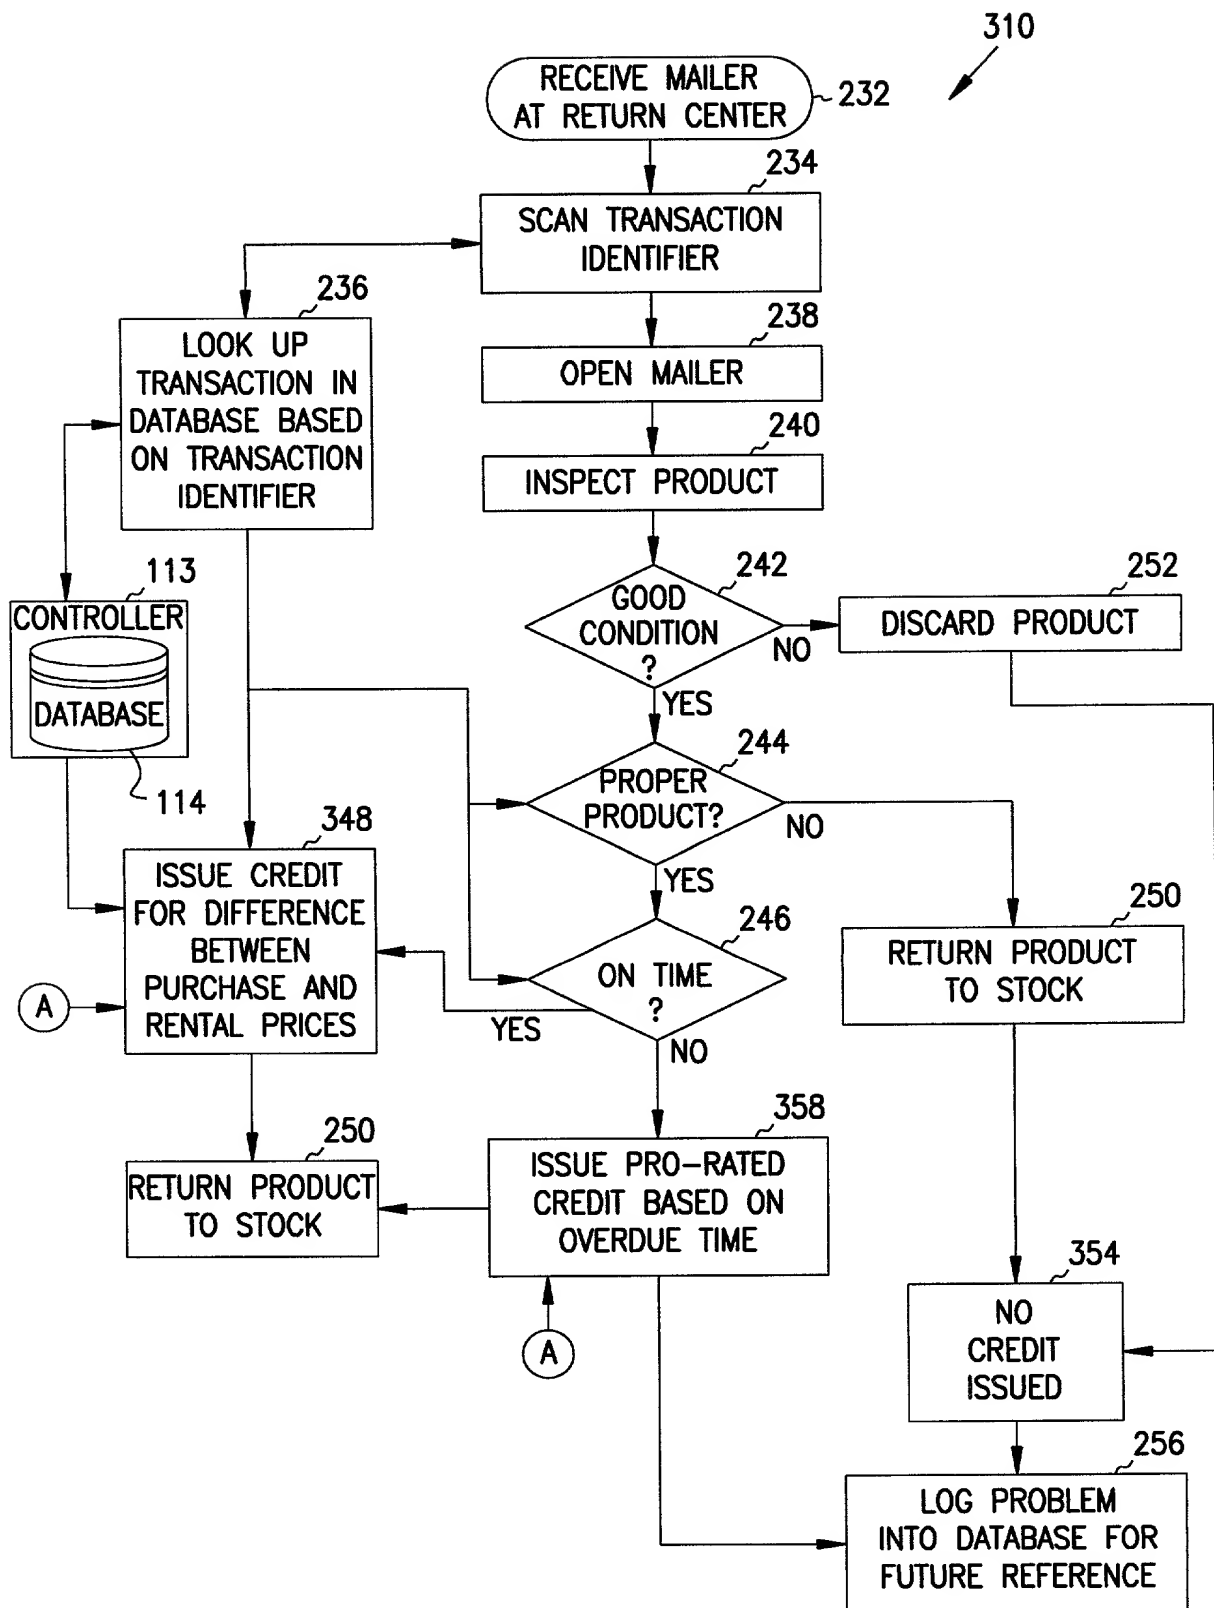 310
RECEIVE MAILER
AT RETURN CENTER
232
234
SCAN TRANSACTION
IDENTIFIER
236
LOOK UP
TRANSACTION IN
DATABASE BASED
ON TRANSACTION
IDENTIFIER
238
OPEN MAILER
240
INSPECT PRODUCT
113
CONTROLLER
DATABASE
114
242
GOOD
CONDITION
?
NO
YES
252
DISCARD PRODUCT
244
PROPER
PRODUCT?
NO
YES
348
ISSUE CREDIT
FOR DIFFERENCE
BETWEEN
PURCHASE AND
RENTAL PRICES
A
246
ON TIME
?
YES
NO
250
RETURN PRODUCT
TO STOCK
250
RETURN PRODUCT
TO STOCK
358
ISSUE PRO-RATED
CREDIT BASED ON
OVERDUE TIME
A
354
NO
CREDIT
ISSUED
256
LOG PROBLEM
INTO DATABASE FOR
FUTURE REFERENCE